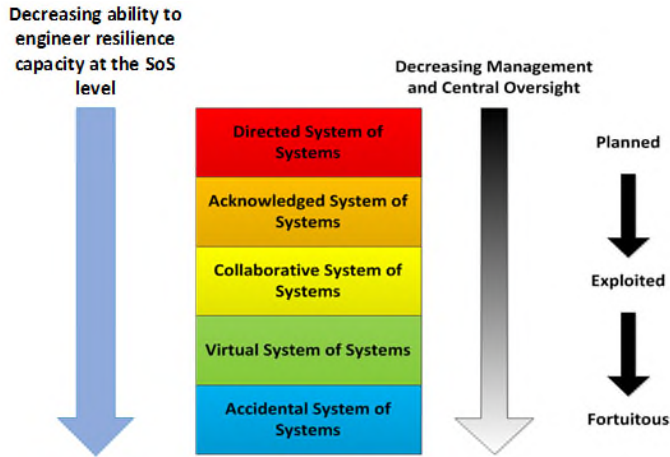 Decreasing ability to
engineer resilience
capacity at the SoS
level
Decreasing Management
and Central Oversight
Directed System of
Systems
Acknowledged System of
Systems
Collaborative System of
Systems
Virtual System of Systems
Accidental System of
Systems
Planned
Exploited
Fortuitous